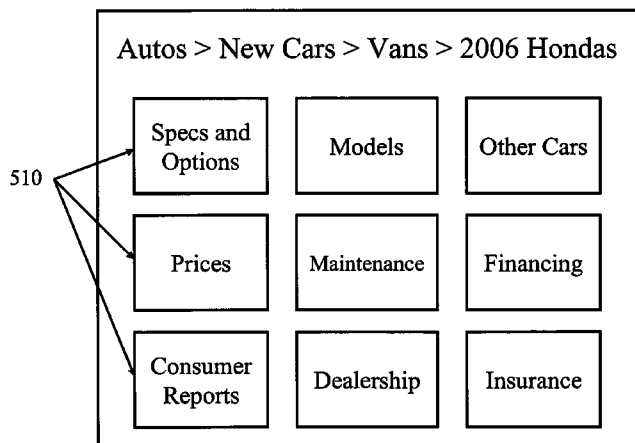 Autos > New Cars > Vans > 2006 Hondas
Specs and
Options
Models
Other Cars
510
Prices
Maintenance
Financing
Consumer
Reports
Dealership
Insurance